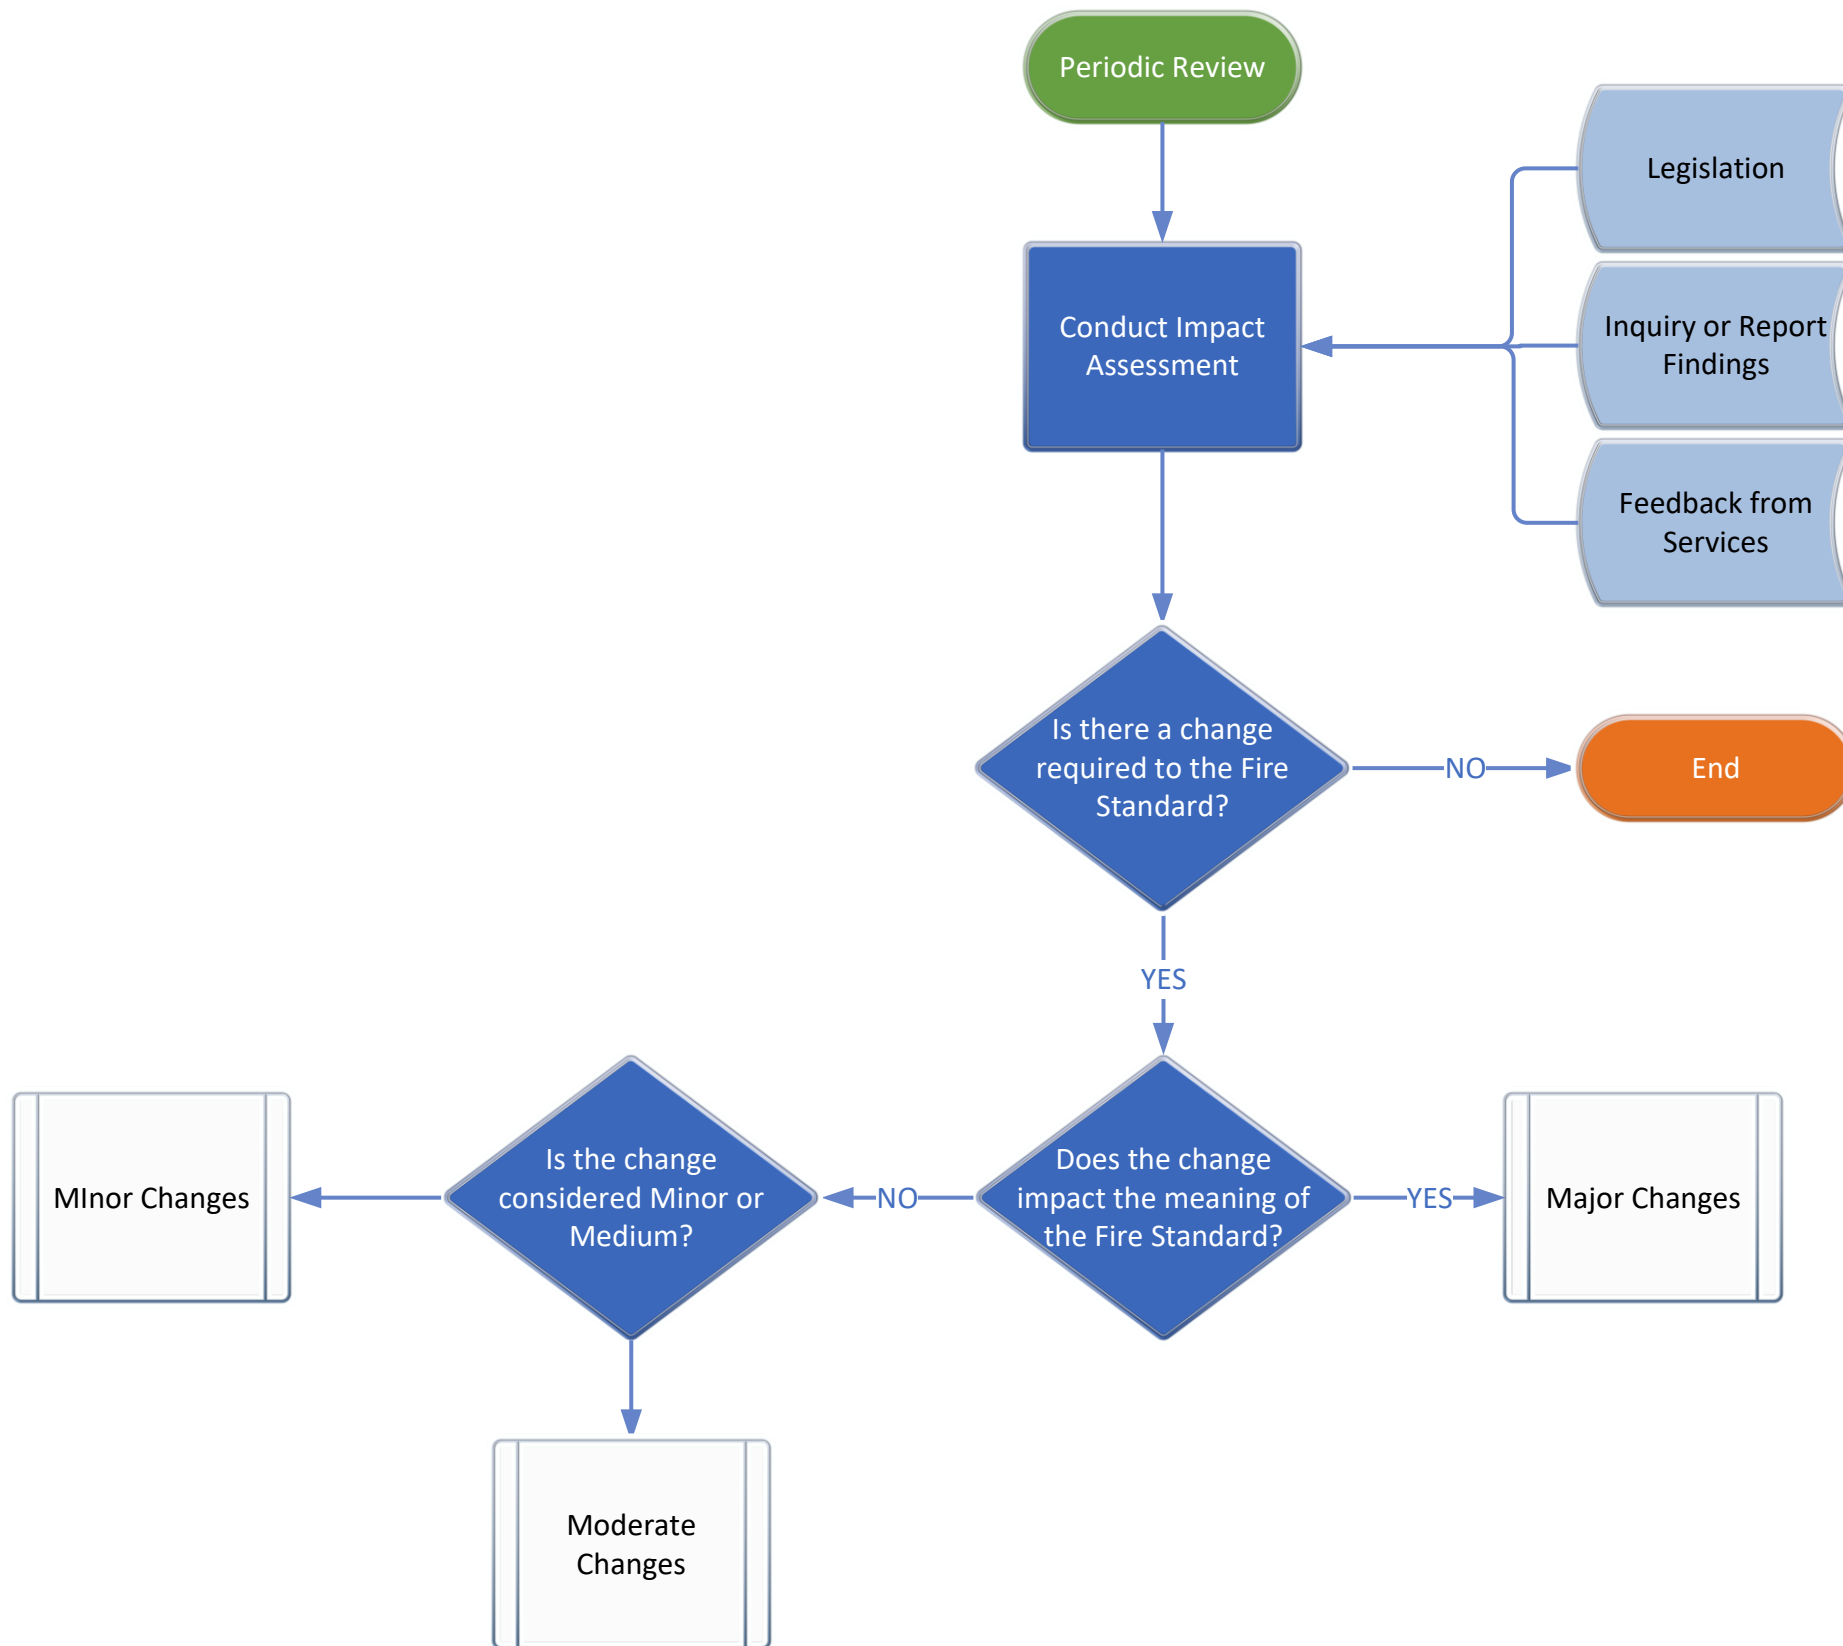 Periodic Review
Legislation
Conduct Impact
Assessment
Inquiry or Report
Findings
Feedback from
Services
Is there a change
required to the Fire
Standard?
NO
End
YES
MInor Changes
Is the change
considered Minor or
Medium?
NO
Does the change
impact the meaning of
the Fire Standard?
YES
Major Changes
Moderate
Changes